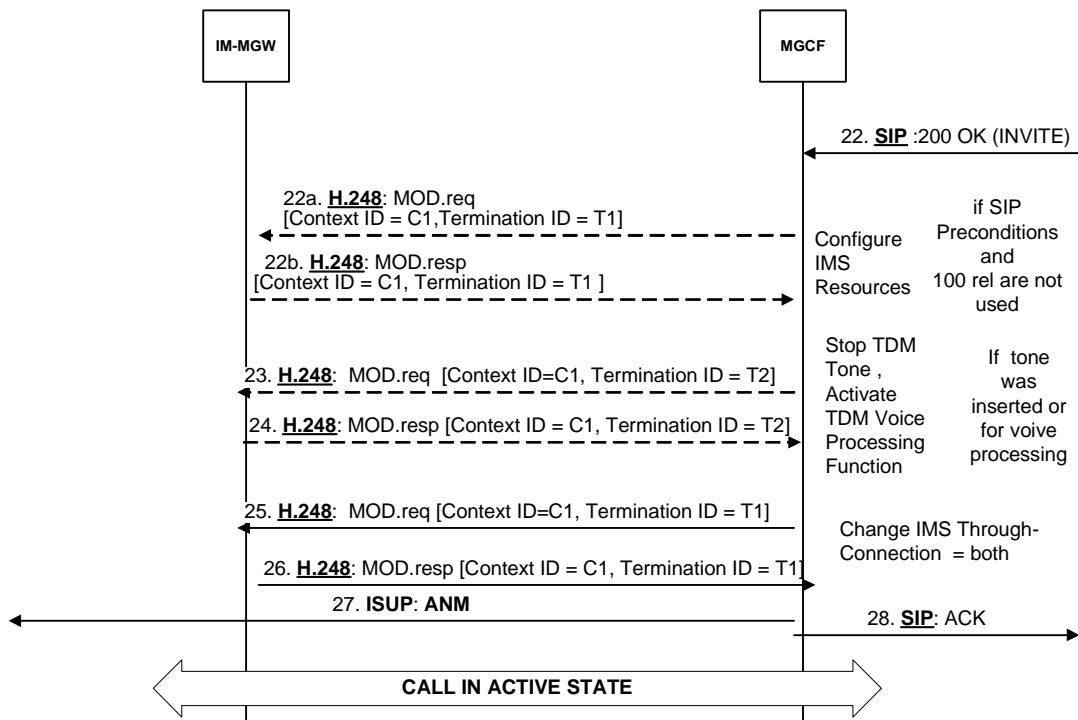 IM-MGW
MGCF
22. SIP :200 OK (INVITE)
22a. H.248: MOD.req
[Context ID = C1,Termination ID = T1]
22b. H.248: MOD.resp
[Context ID = C1, Termination ID = T1 ]
Configure
IMS
Resources
if SIP
Preconditions
and
100 rel are not
used
23. H.248:  MOD.req  [Context ID=C1, Termination ID = T2]
24. H.248: MOD.resp [Context ID = C1, Termination ID = T2]
Stop TDM
Tone ,
Activate
TDM Voice
Processing
Function
If  tone
was
inserted or
for voive
processing
25. H.248:  MOD.req [Context ID=C1, Termination ID = T1]
26. H.248: MOD.resp [Context ID = C1, Termination ID = T1]
Change IMS Through-
Connection  = both
27. ISUP: ANM
28. SIP: ACK
CALL IN ACTIVE STATE